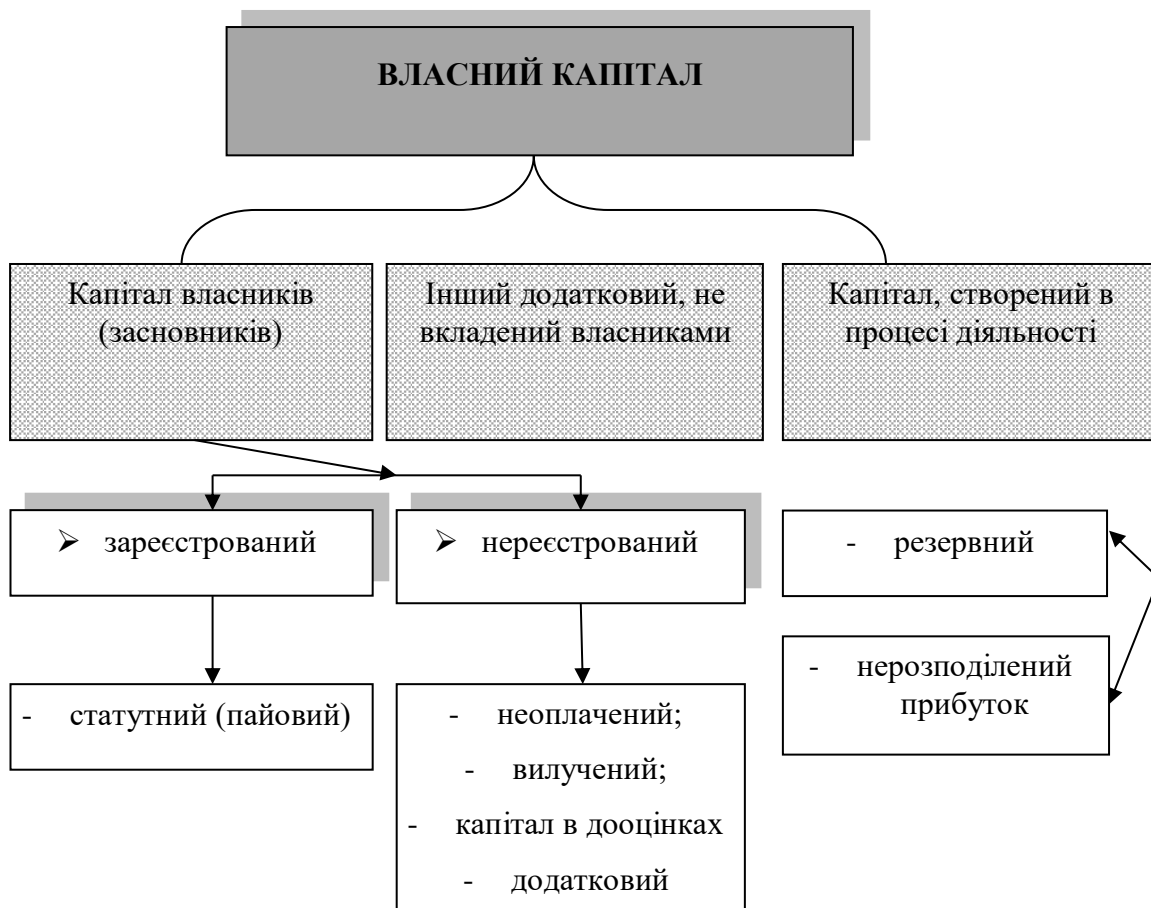 ВЛАСНИЙ КАПІТАЛ
Капітал власників
(засновників)
Інший додатковий, не
вкладений власниками
Капітал, створений в
процесі діяльності
➢ зареєстрований
➢ нереєстрований
- резервний
- нерозподілений
прибуток
- статутний (пайовий)
- неоплачений;
- вилучений;
- капітал в дооцінках
- додатковий